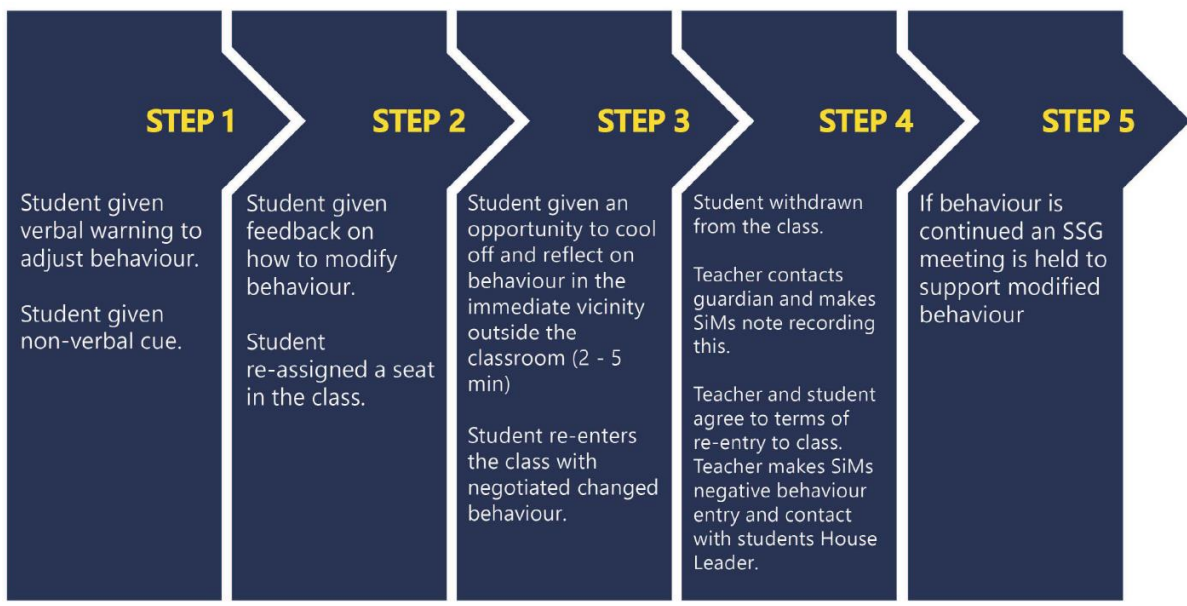 STEP 1
Student given
verbal warning to
adjust behaviour.
Student given
non-verbal cue.
STEP 2
Student given
feedback on
how to modify
behaviour.
Student
re-assigned a seat
in the class.
STEP 3
Student given an
opportunity to cool
off and reflect on
behaviour in the
immediate vicinity
outside the
classroom (2 - 5
min)
Student re-enters
the class with
negotiated changed
behaviour.
STEP 4
Student withdrawn
from the class.
Teacher contacts
guardian and makes
SiMs note recording
this.
Teacher and student
agree to terms of
re-entry to class.
Teacher makes SiMs
negative behaviour
entry and contact
with students House
Leader.
STEP 5
If behaviour is
continued an SSG
meeting is held to
support modified
behaviour